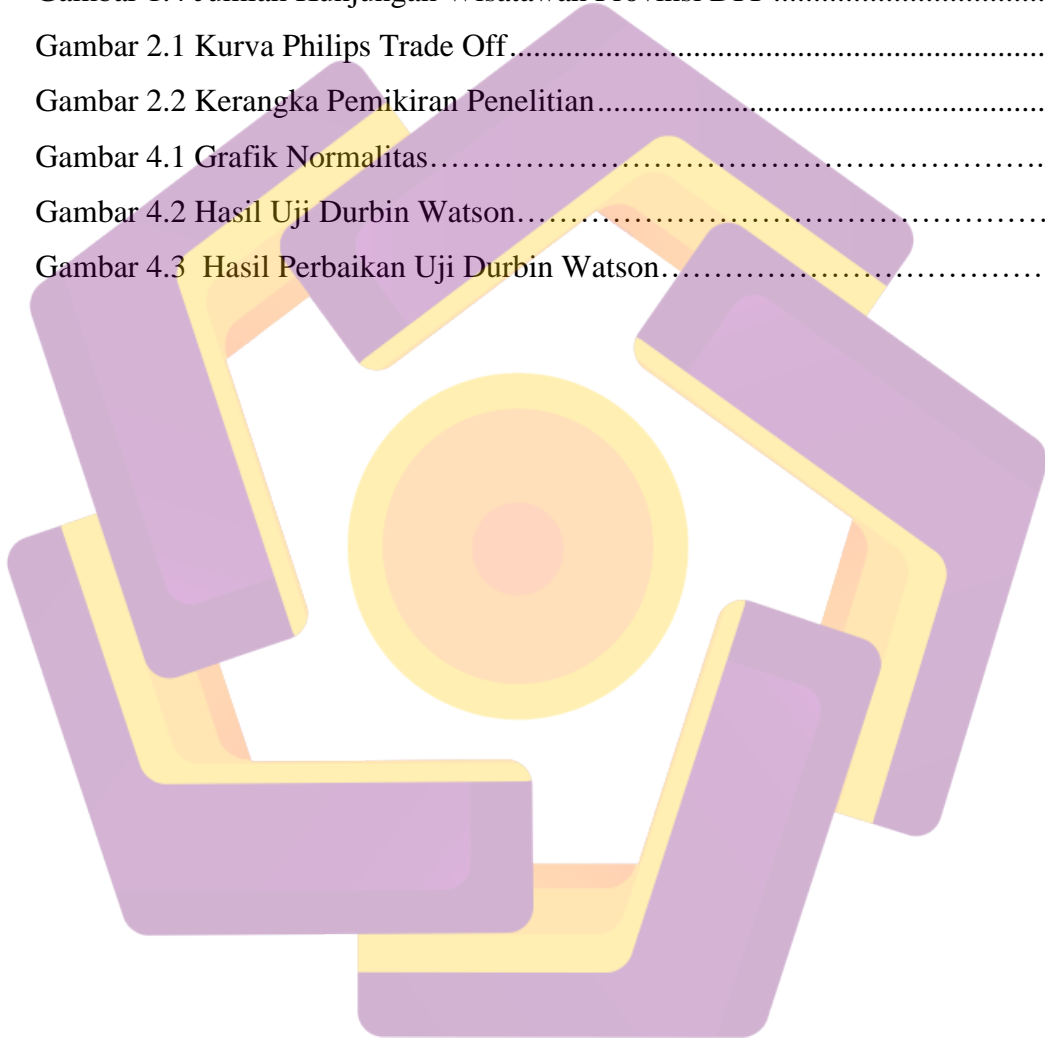 Gambar 2.1 Kurva Philips Trade Off........................................................................
Gambar 2.2 Kerangka Pemikiran Penelitian............................................................
Gambar 4.1 Grafik Normalitas…………………………………………………….
Gambar 4.2 Hasil Uji Durbin Watson………………………………………………
Gambar 4.3 Hasil Perbaikan Uji Durbin Watson………………………………